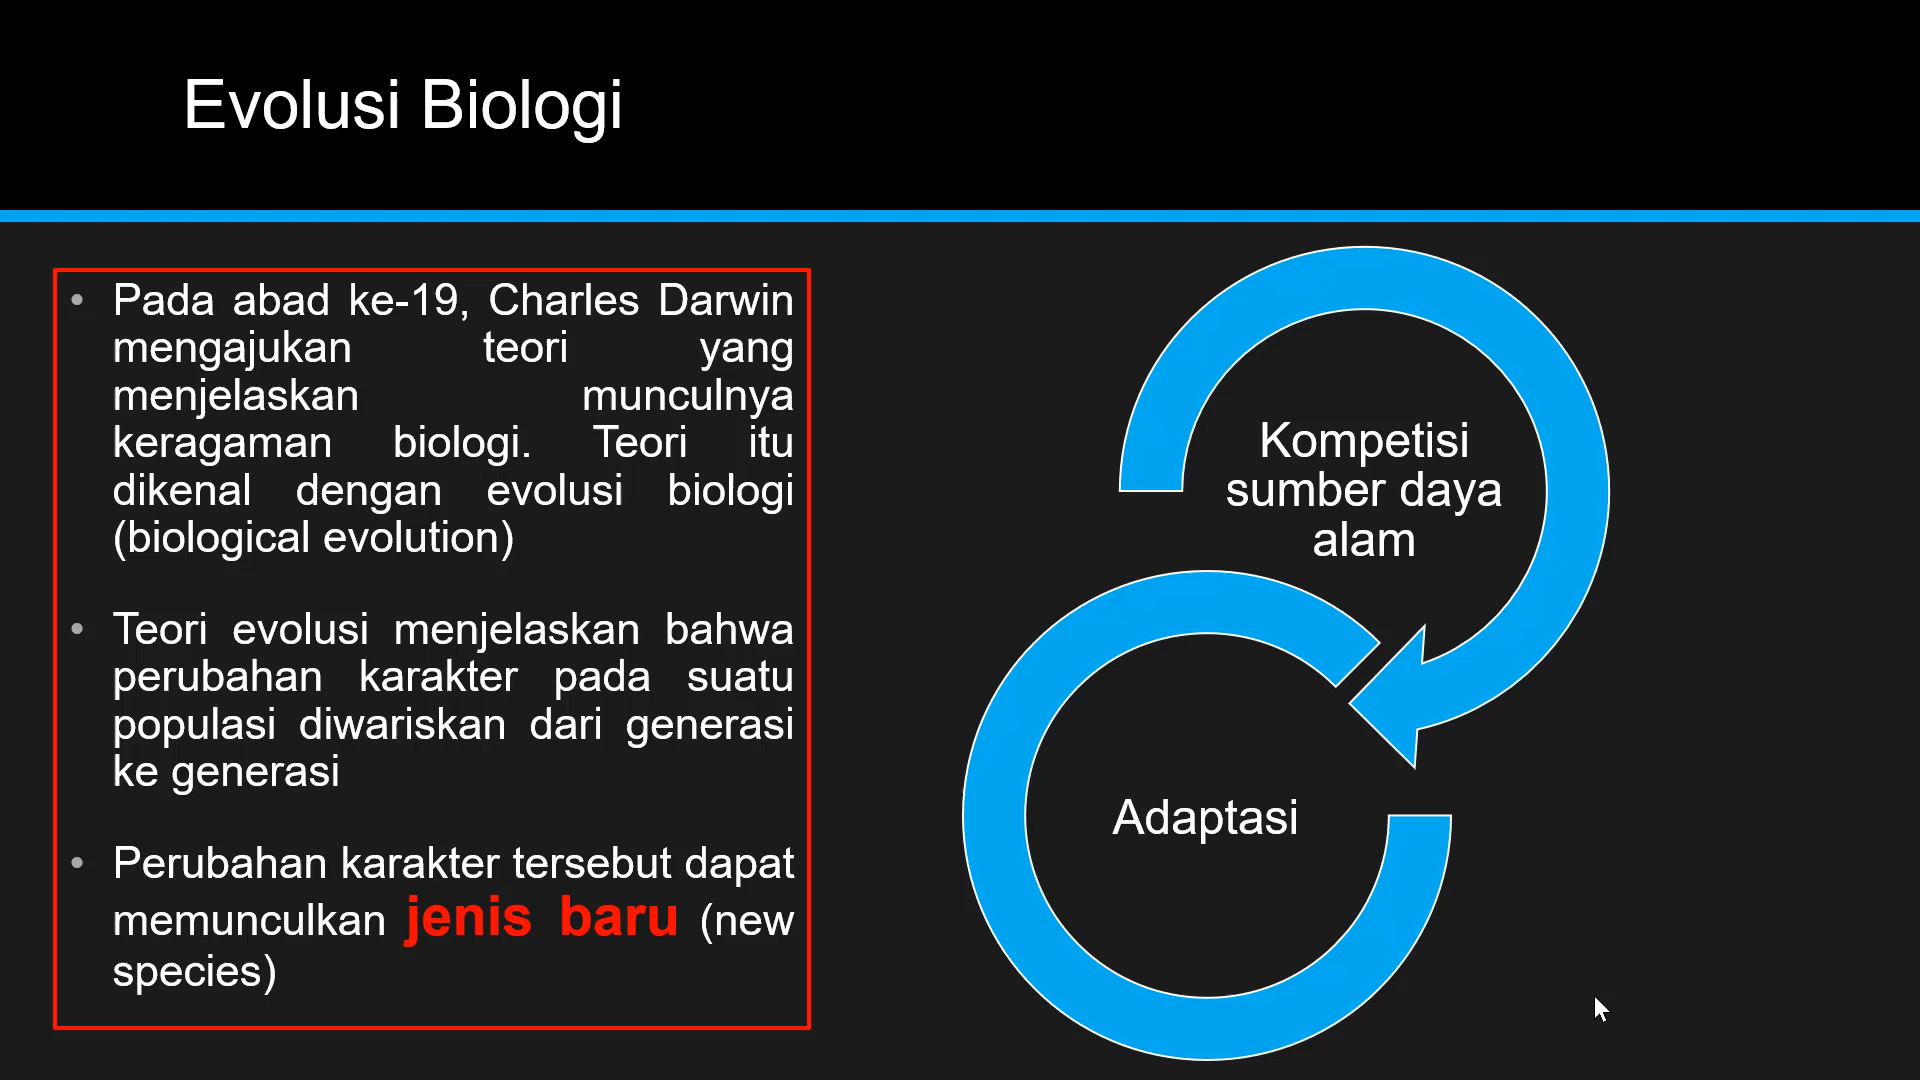 Evolusi Biologi
• Pada abad ke-19, Charles Darwin
mengajukan teori yang
menjelaskan munculnya
keragaman biologi. Teori itu
dikenal dengan evolusi biologi
(biological evolution)
• Teori evolusi menjelaskan bahwa
perubahan karakter pada suatu
populasi diwariskan dari generasi
ke generasi
• Perubahan karakter tersebut dapat
memunculkan jenis baru (new
species)
Kompetisi
sumber daya
alam
Adaptasi